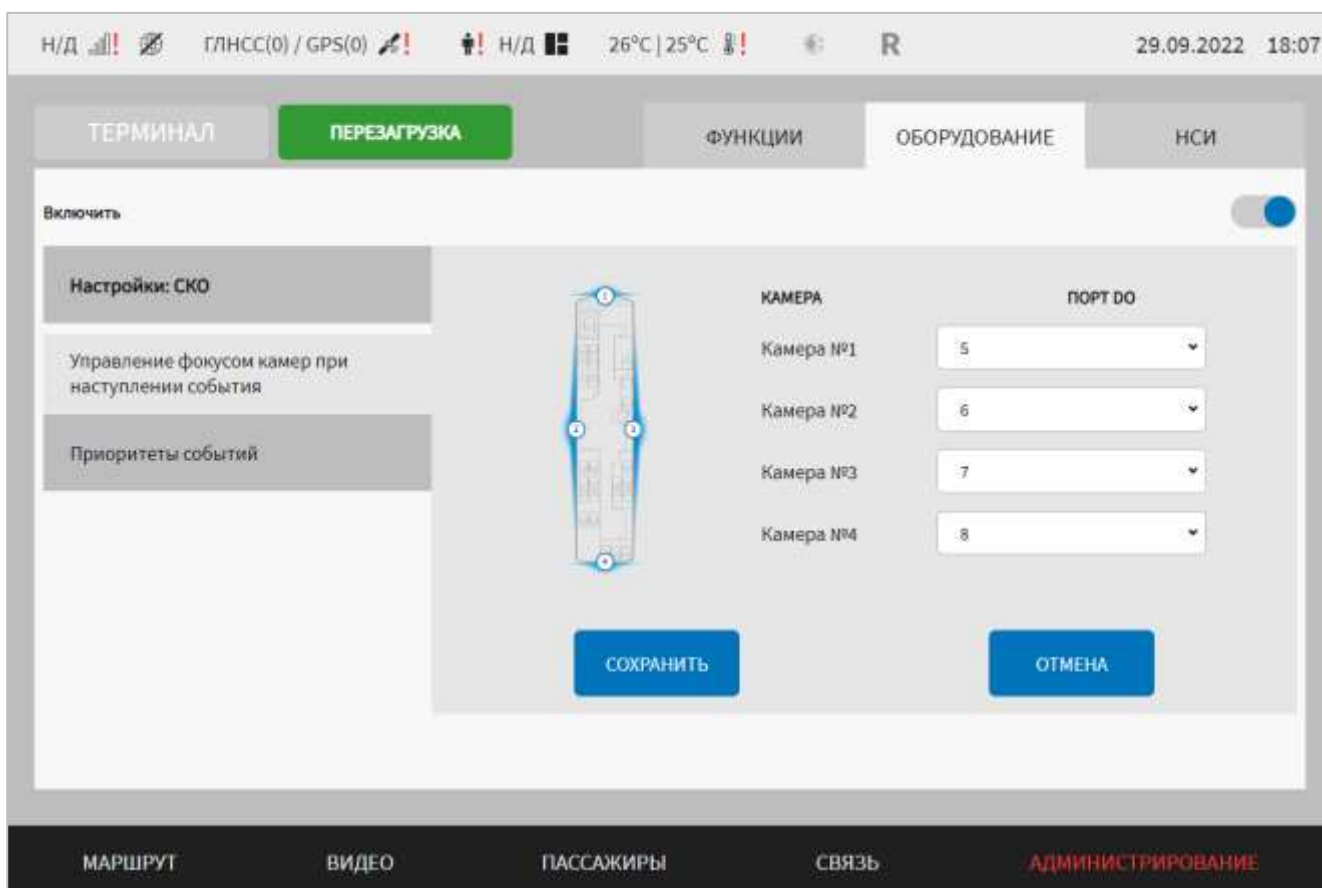 Н/Д ! ГЛНСС(0) / GPS(0) ! ! Н/Д 26°C | 25°C ! R 29.09.2022 18:07
ТЕРМИНАЛ ПЕРЕЗАГРУЗКА ФУНКЦИИ ОБОРУДОВАНИЕ НСИ
Включить
Настройки: СКО
Управление фокусом камер при
наступлении события
Приоритеты событий
КАМЕРА ПОРТ DO
Камера №1 5
Камера №2 6
Камера №3 7
Камера №4 8
СОХРАНИТЬ ОТМЕНА
МАРШРУТ ВИДЕО ПАССАЖИРЫ СВЯЗЬ АДМИНИСТРИРОВАНИЕ